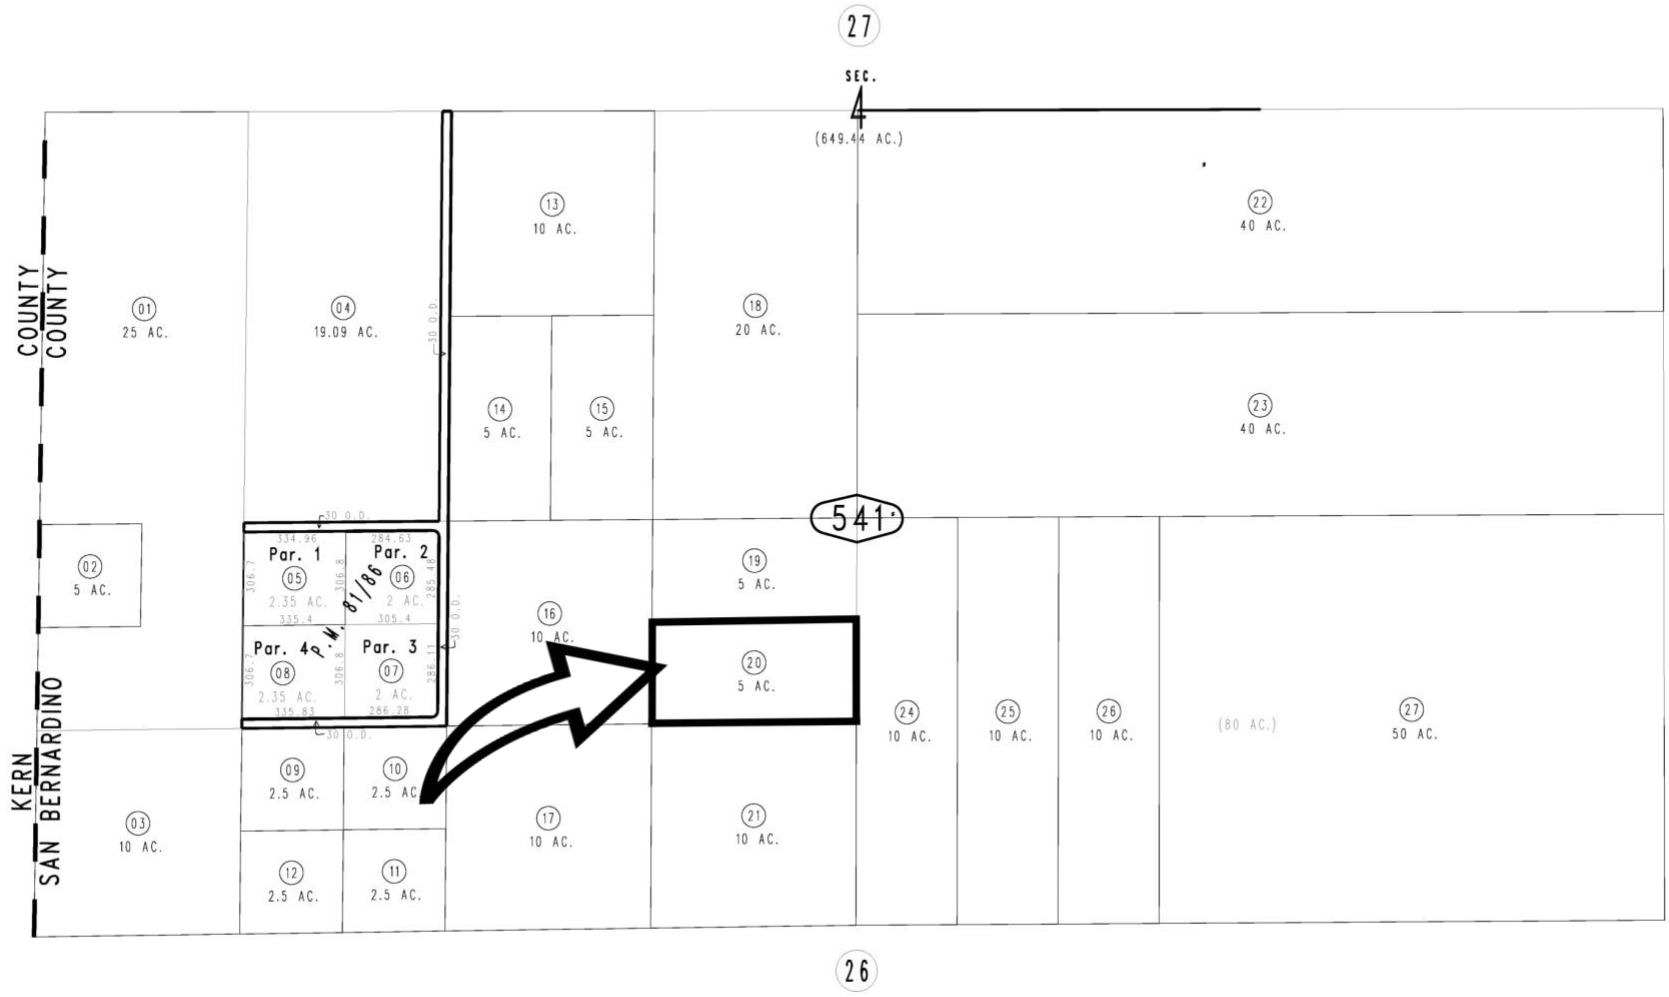 27
SEC.
4
(649.44 AC.)
COUNTY
COUNTY
01
25 AC.
04
19.09 AC.
30 O.D.
13
10 AC.
14
5 AC.
15
5 AC.
18
20 AC.
22
40 AC.
23
40 AC.
541
02
5 AC.
30 O.D.
334.96
284.63
Par. 1
Par. 2
05
06
2.35 AC.
2 AC.
306.7
306.8
285.48
335.4
305.4
P.M. 81/86
30 O.D.
Par. 4
Par. 3
08
07
2.35 AC.
2 AC.
306.7
306.8
286.11
335.83
286.28
30 O.D.
16
10 AC.
19
5 AC.
20
5 AC.
24
10 AC.
25
10 AC.
26
10 AC.
(80 AC.)
27
50 AC.
KERN
SAN BERNARDINO
03
10 AC.
09
2.5 AC.
10
2.5 AC
12
2.5 AC.
11
2.5 AC.
17
10 AC.
21
10 AC.
26